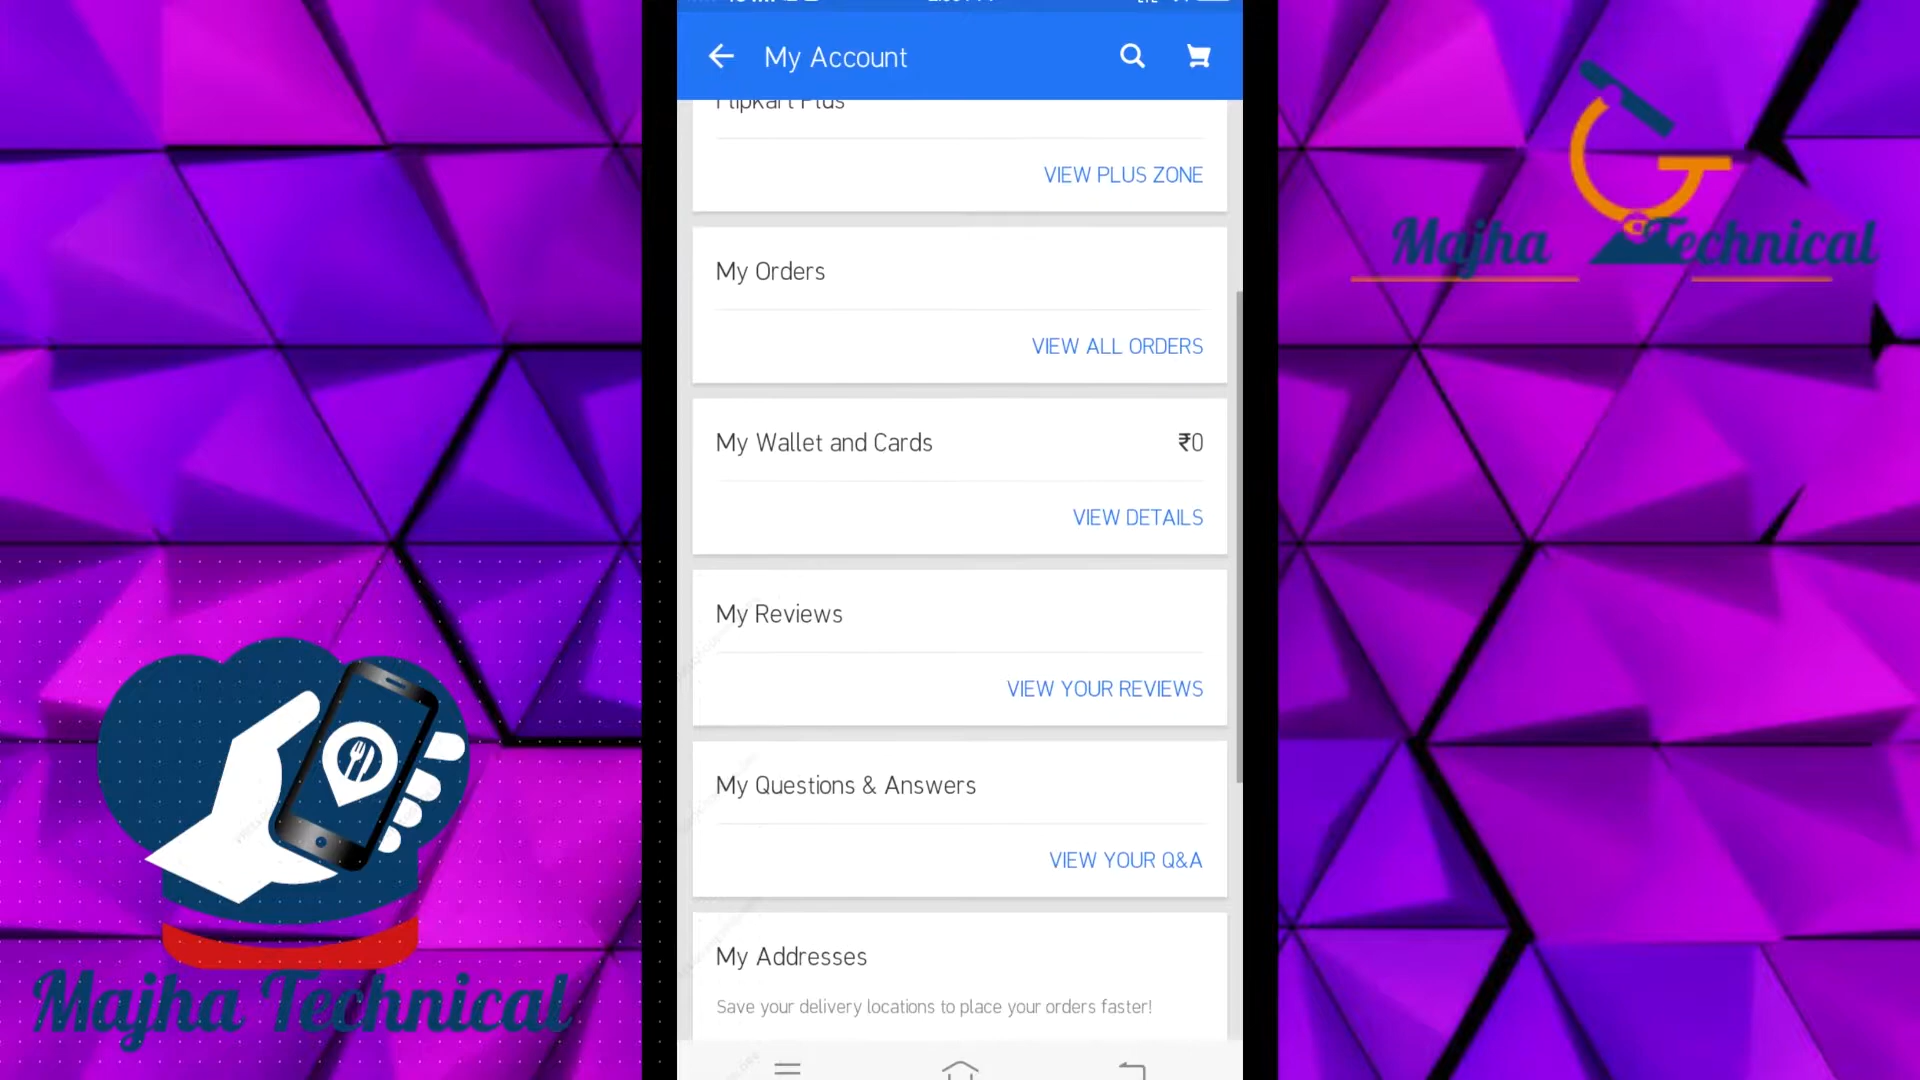 My Account
Flipkart Plus
VIEW PLUS ZONE
My Orders
VIEW ALL ORDERS
My Wallet and Cards ₹0
VIEW DETAILS
My Reviews
VIEW YOUR REVIEWS
My Questions & Answers
VIEW YOUR Q&A
My Addresses
Save your delivery locations to place your orders faster!
Majha Technical
Majha Technical